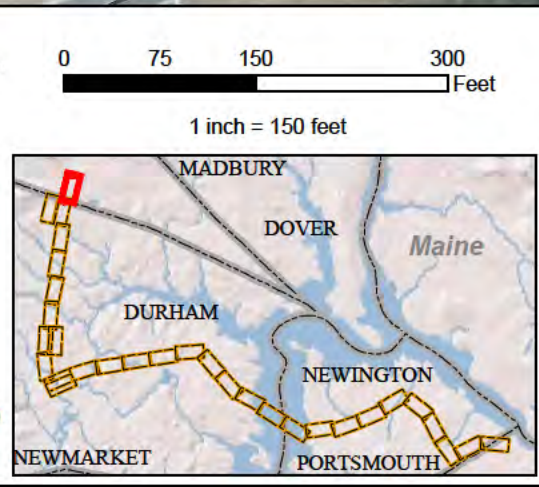 0 75 150 300
Feet
1 inch = 150 feet
MADBURY
DOVER
Maine
DURHAM
NEWINGTON
NEWMARKET
PORTSMOUTH